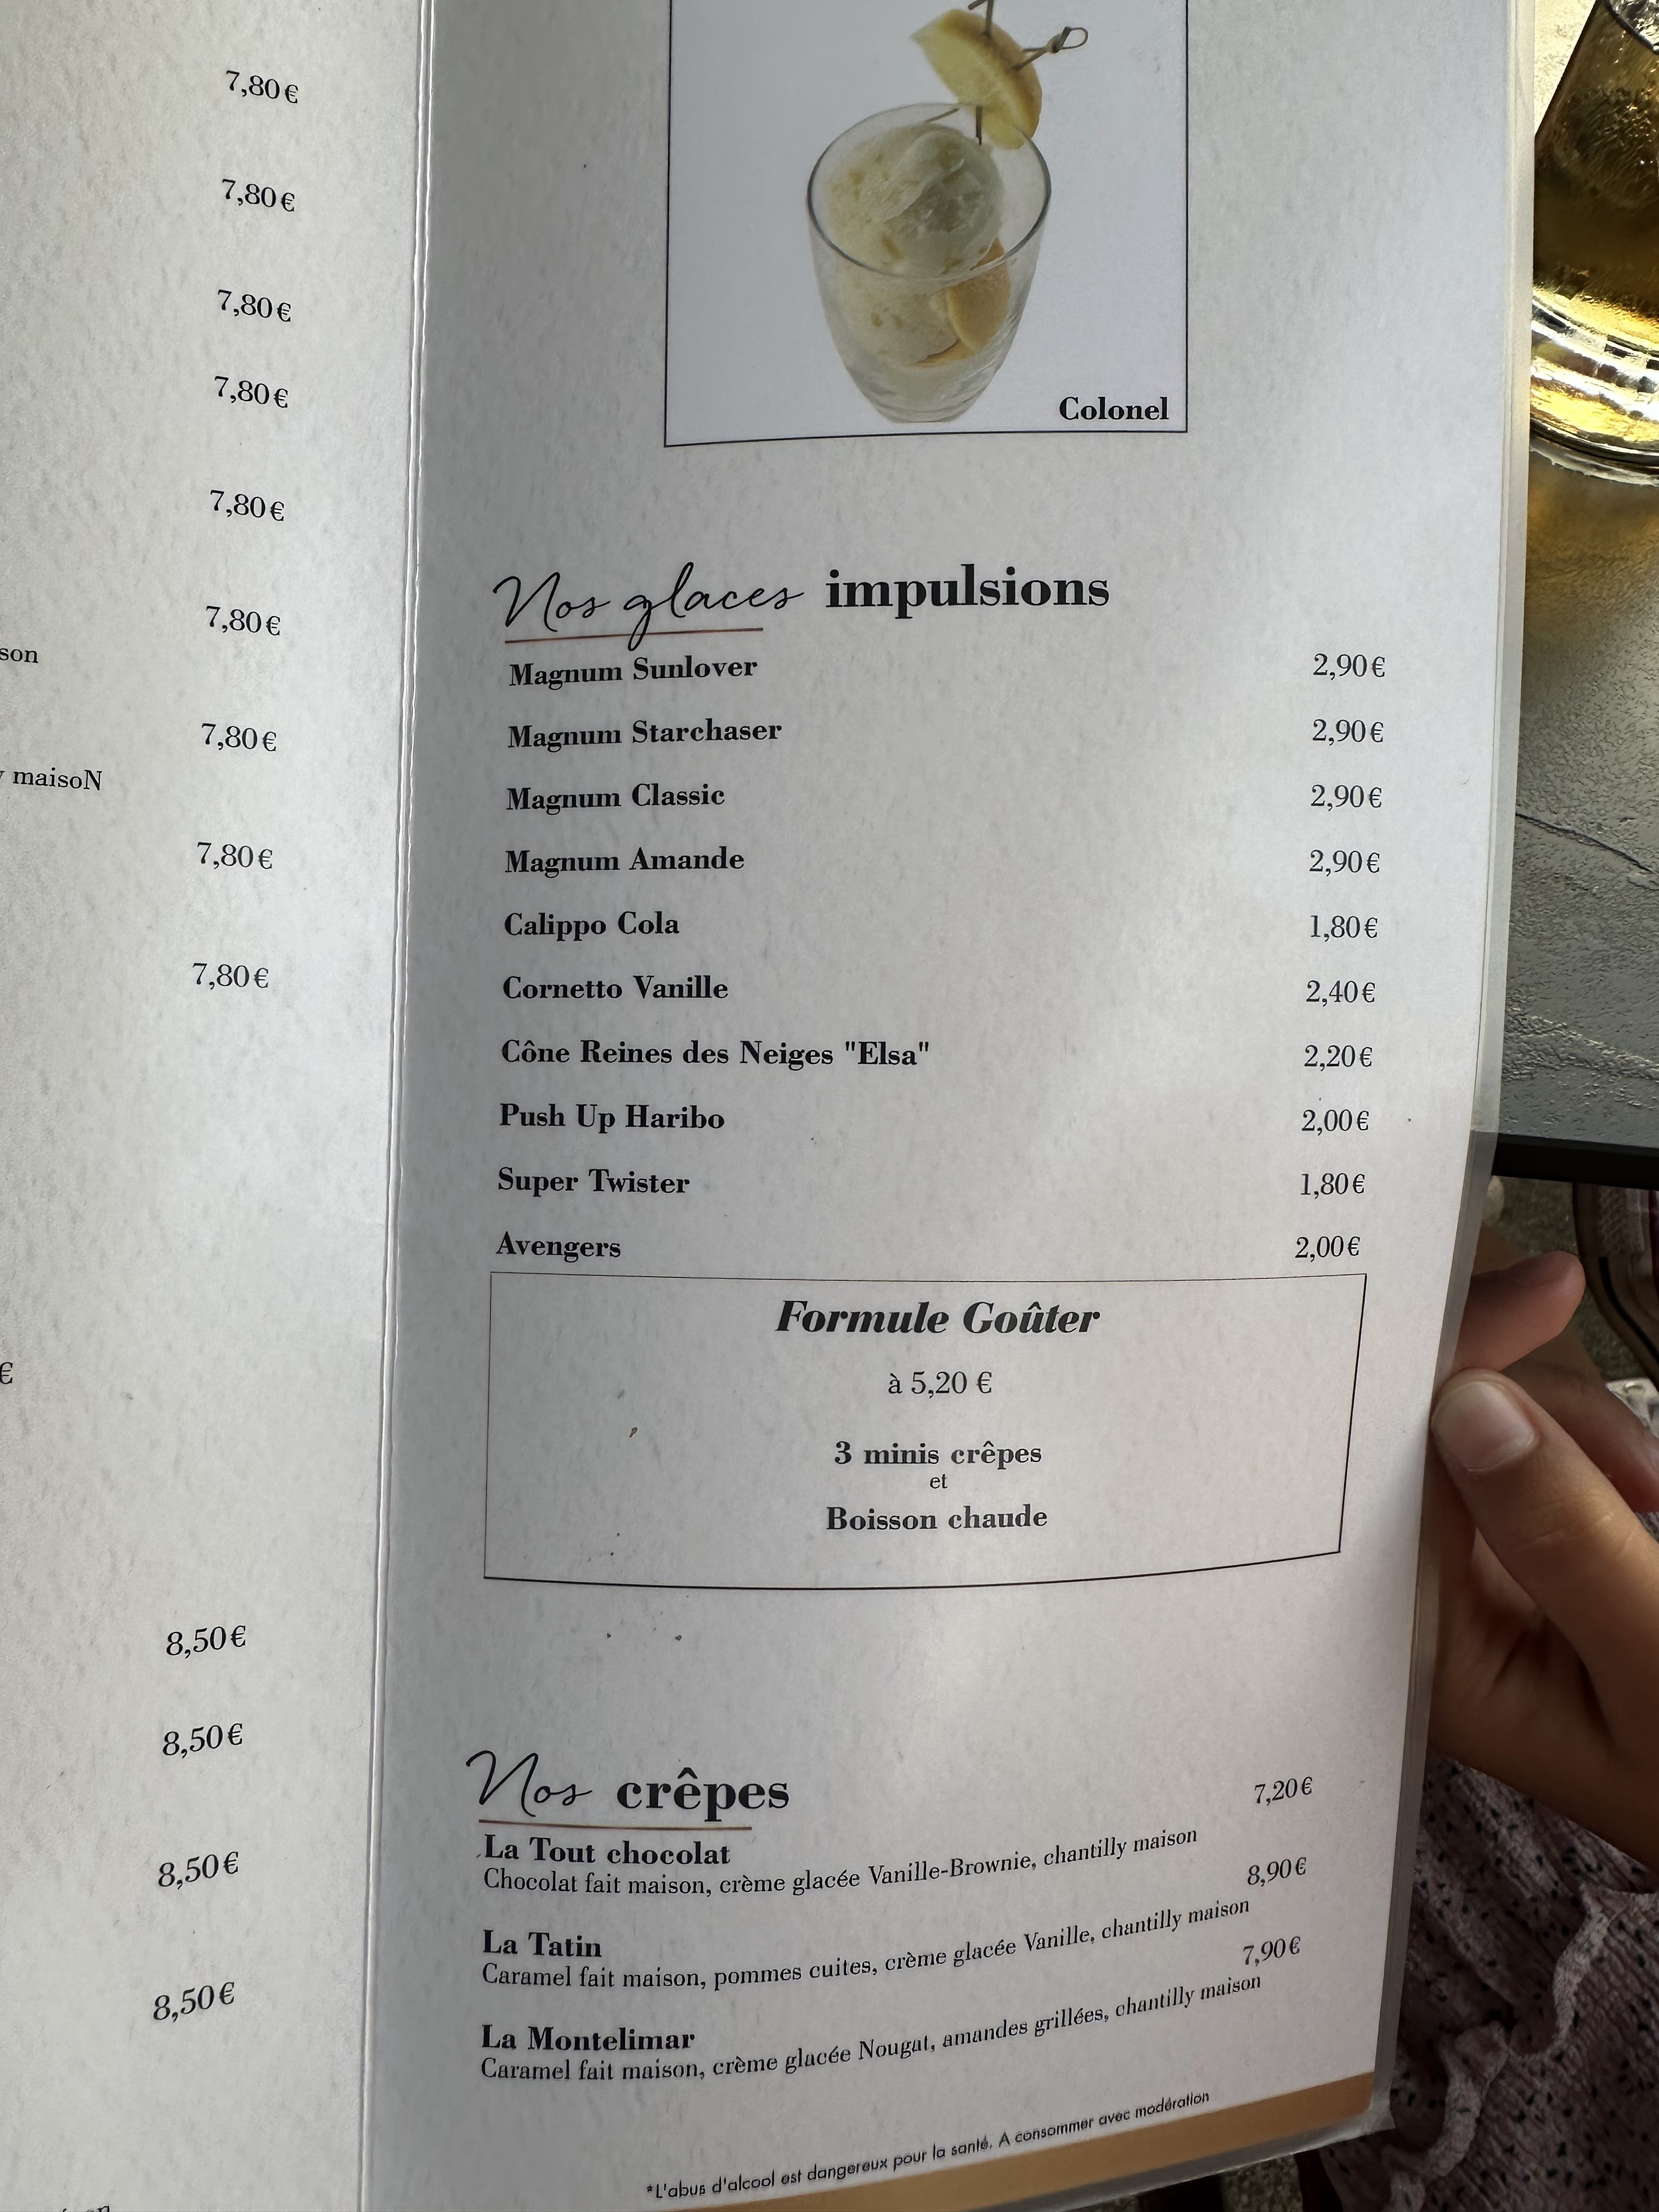 7,80€
7,80€
7,80€
7,80€
7,80€
7,80€
son
7,80€
maisoN
7,80€
7,80€
€
8,50€
8,50€
8,50€
8,50€
Colonel
Nos glaces impulsions
Magnum Sunlover 2,90€
Magnum Starchaser 2,90€
Magnum Classic 2,90€
Magnum Amande 2,90€
Calippo Cola 1,80€
Cornetto Vanille 2,40€
Cône Reines des Neiges "Elsa" 2,20€
Push Up Haribo 2,00€
Super Twister 1,80€
Avengers 2,00€
Formule Goûter
à 5,20 €
3 minis crêpes
et
Boisson chaude
Nos crêpes
La Tout chocolat 7,20€
Chocolat fait maison, crème glacée Vanille-Brownie, chantilly maison
La Tatin 8,90€
Caramel fait maison, pommes cuites, crème glacée Vanille, chantilly maison
La Montelimar 7,90€
Caramel fait maison, crème glacée Nougat, amandes grillées, chantilly maison
*L'abus d'alcool est dangereux pour la santé. A consommer avec modération